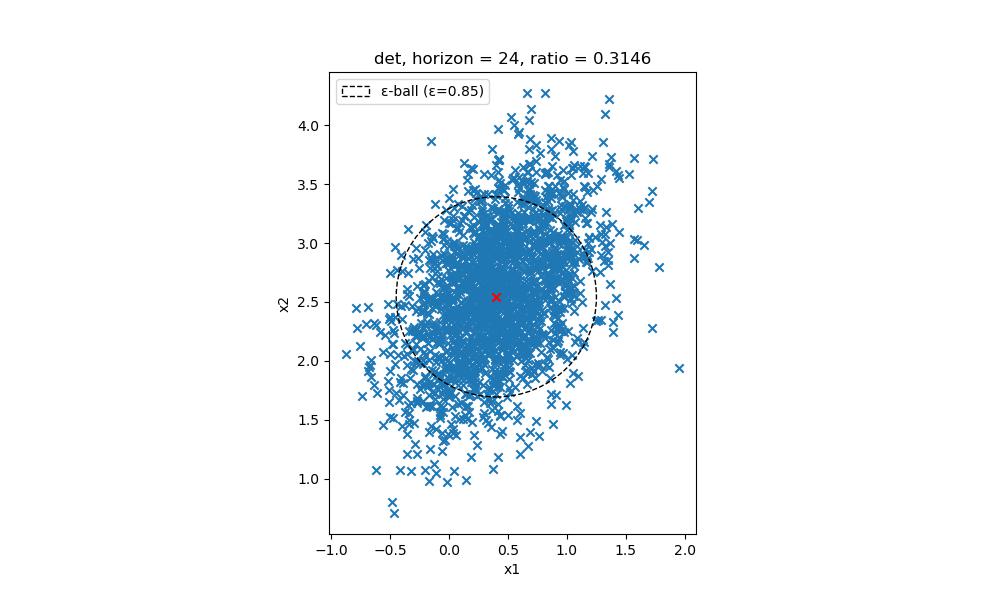 det, horizon = 24, ratio = 0.3146
ε-ball (ε=0.85)
4.0
3.5
3.0
2.5
2.0
1.5
1.0
x2
−1.0 −0.5 0.0 0.5 1.0 1.5 2.0
x1